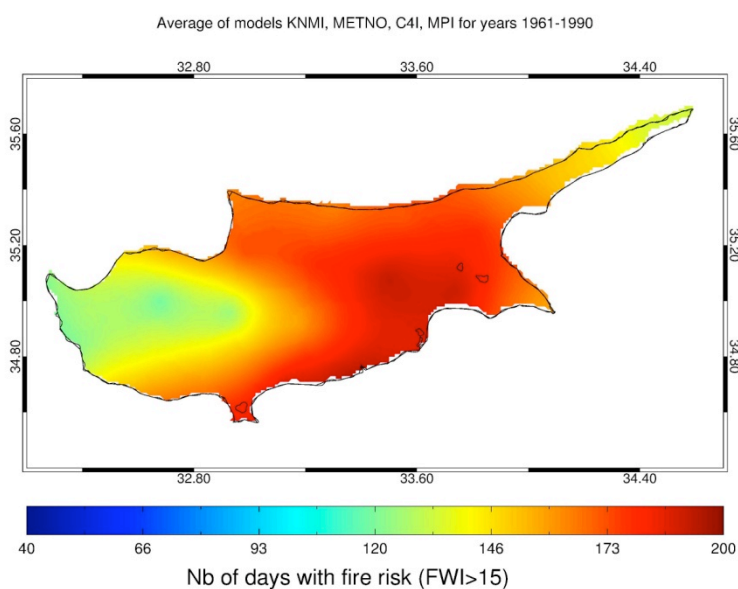 Average of models KNMI, METNO, C4I, MPI for years 1961-1990
32.80 33.60 34.40
35.60 35.60
35.20 35.20
34.80 34.80
32.80 33.60 34.40
40 66 93 120 146 173 200
Nb of days with fire risk (FWI>15)